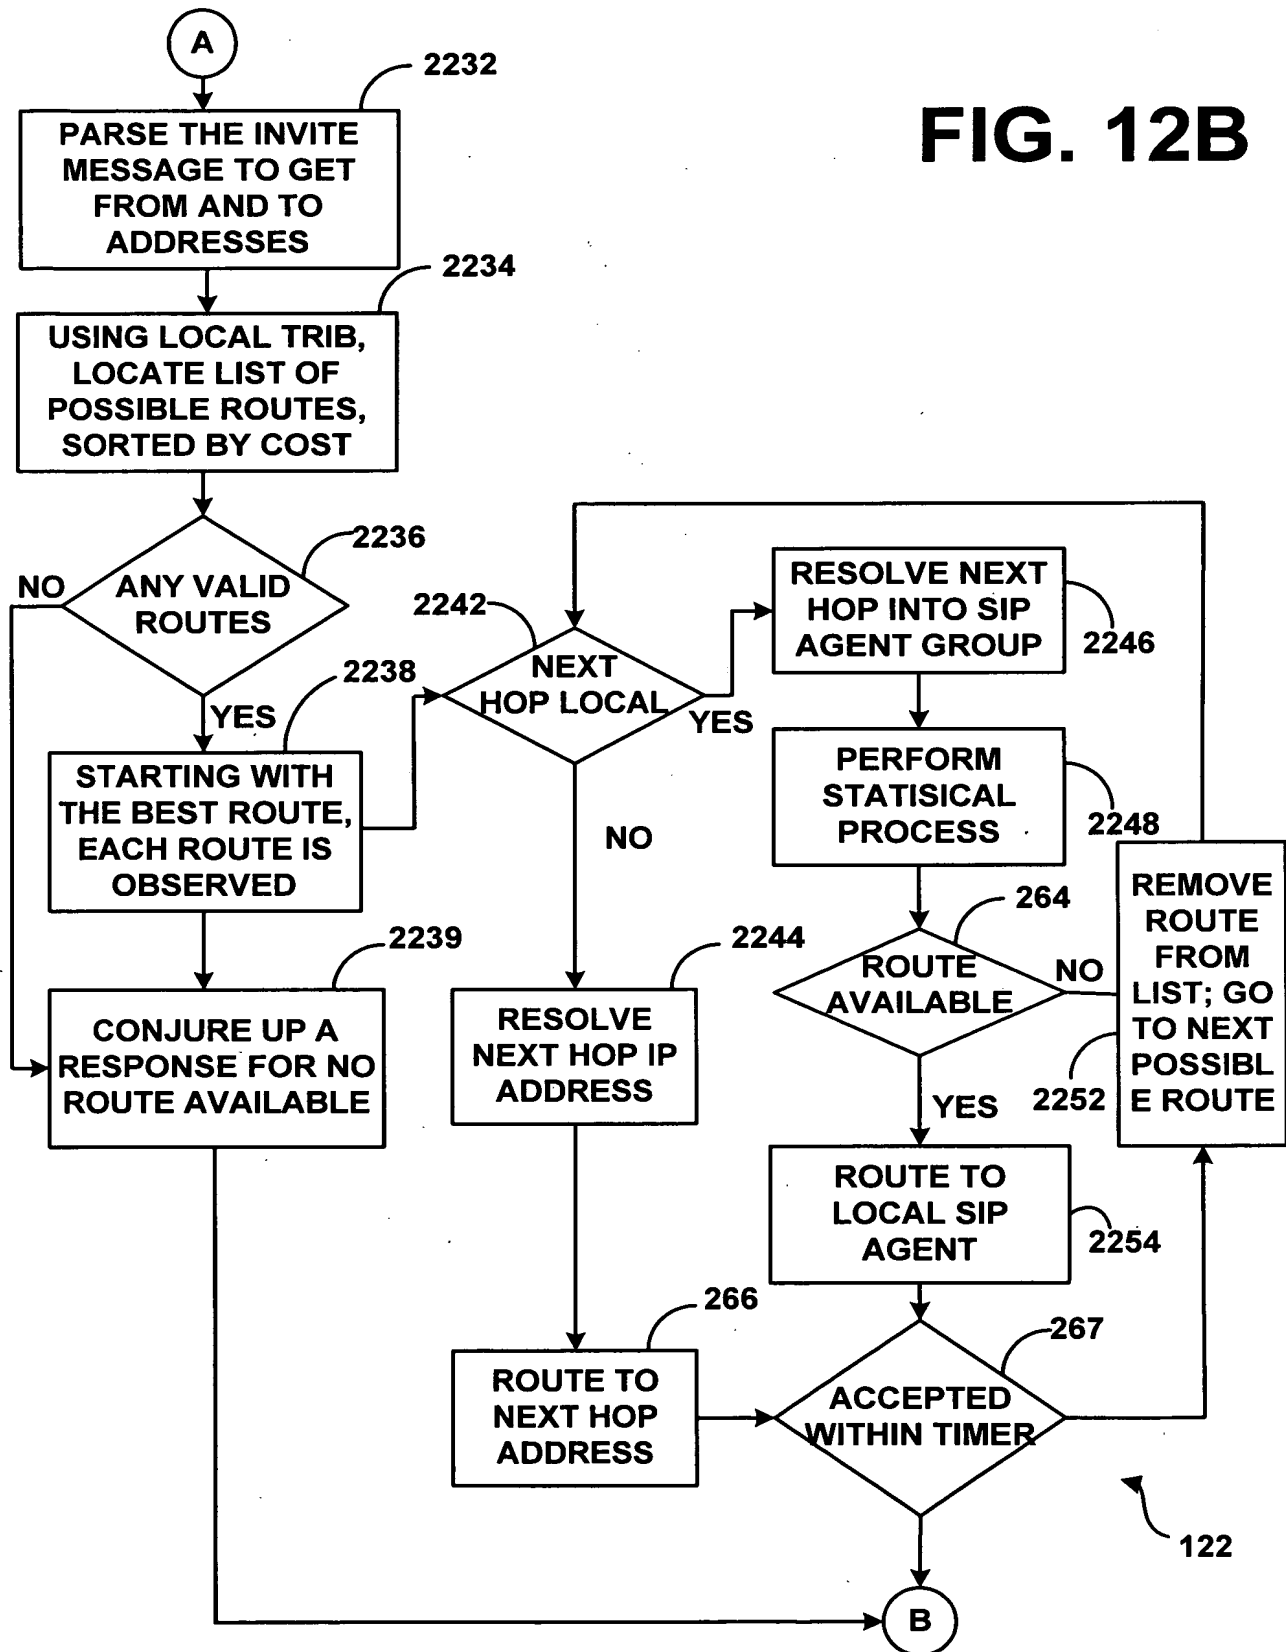 A
2232
FIG. 12B
PARSE THE INVITE
MESSAGE TO GET
FROM AND TO
ADDRESSES
2234
USING LOCAL TRIB,
LOCATE LIST OF
POSSIBLE ROUTES,
SORTED BY COST
2236
NO
ANY VALID
ROUTES
YES
2238
STARTING WITH
THE BEST ROUTE,
EACH ROUTE IS
OBSERVED
2239
CONJURE UP A
RESPONSE FOR NO
ROUTE AVAILABLE
2242
NEXT
HOP LOCAL
YES
NO
2244
RESOLVE
NEXT HOP IP
ADDRESS
266
ROUTE TO
NEXT HOP
ADDRESS
RESOLVE NEXT
HOP INTO SIP
AGENT GROUP
2246
PERFORM
STATISICAL
PROCESS
2248
264
ROUTE
AVAILABLE
NO
YES
REMOVE
ROUTE
FROM
LIST; GO
TO NEXT
POSSIBL
E ROUTE
2252
ROUTE TO
LOCAL SIP
AGENT
2254
267
ACCEPTED
WITHIN TIMER
122
B